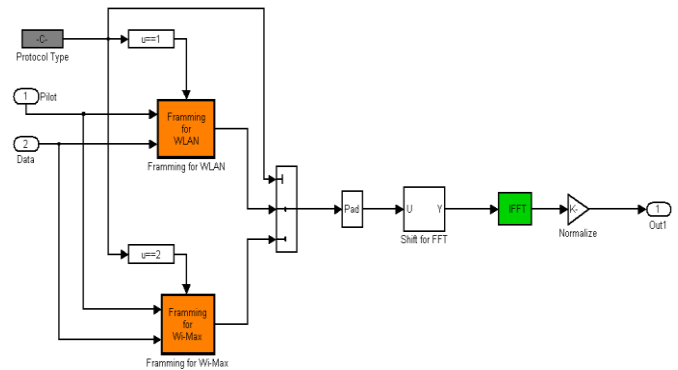 -C-
Protocol Type
u==1
1
Pilot
2
Data
Framming
for
WLAN
Framming for WLAN
u==2
Framming
for
Wi-Max
Framming for Wi-Max
Pad
U Y
Shift for FFT
IFFT
-K-
Normalize
1
Out1